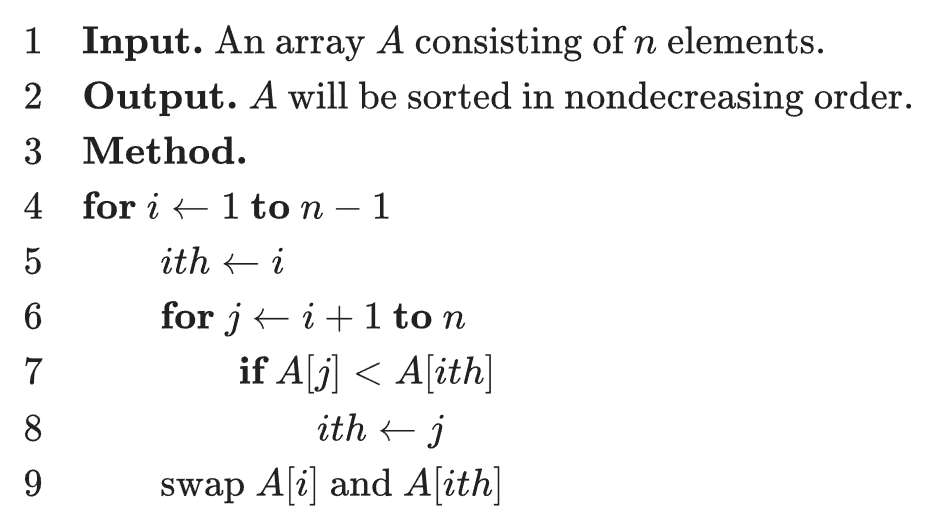 1 Input. An array A consisting of n elements.
2 Output. A will be sorted in nondecreasing order.
3 Method.
4 for i ← 1 to n − 1
5 ith ← i
6 for j ← i + 1 to n
7 if A[j] < A[ith]
8 ith ← j
9 swap A[i] and A[ith]